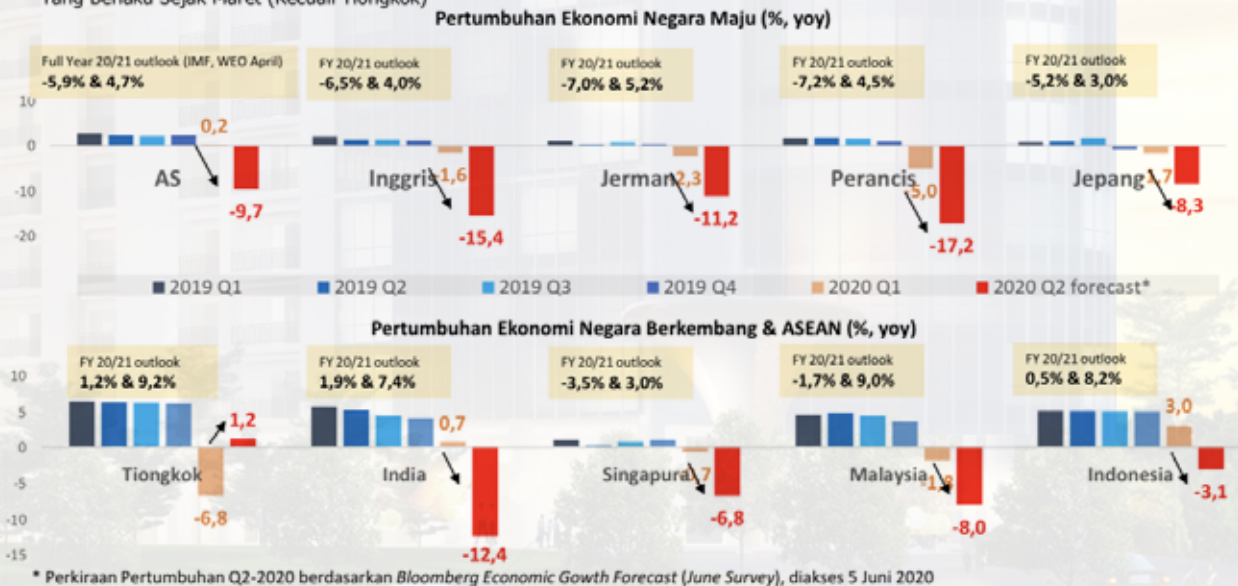 Yang Berlaku Sejak Maret (Kecuali Tiongkok)
Pertumbuhan Ekonomi Negara Maju (%, yoy)
Full Year 20/21 outlook (IMF, WEO April)
-5,9% & 4,7%
FY 20/21 outlook
-6,5% & 4,0%
FY 20/21 outlook
-7,0% & 5,2%
FY 20/21 outlook
-7,2% & 4,5%
FY 20/21 outlook
-5,2% & 3,0%
10
0
-10
-20
0,2
AS
-9,7
Inggris
-1,6
-15,4
Jerman
-2,3
-11,2
Perancis
-5,0
-17,2
Jepang
-1,7
-8,3
2019 Q1
2019 Q2
2019 Q3
2019 Q4
2020 Q1
2020 Q2 forecast*
Pertumbuhan Ekonomi Negara Berkembang & ASEAN (%, yoy)
FY 20/21 outlook
1,2% & 9,2%
FY 20/21 outlook
1,9% & 7,4%
FY 20/21 outlook
-3,5% & 3,0%
FY 20/21 outlook
-1,7% & 9,0%
FY 20/21 outlook
0,5% & 8,2%
10
5
0
-5
-10
-15
1,2
Tiongkok
-6,8
0,7
India
-12,4
Singapura
-0,7
-6,8
Malaysia
-8,0
3,0
Indonesia
-3,1
* Perkiraan Pertumbuhan Q2-2020 berdasarkan Bloomberg Economic Gowth Forecast (June Survey), diakses 5 Juni 2020